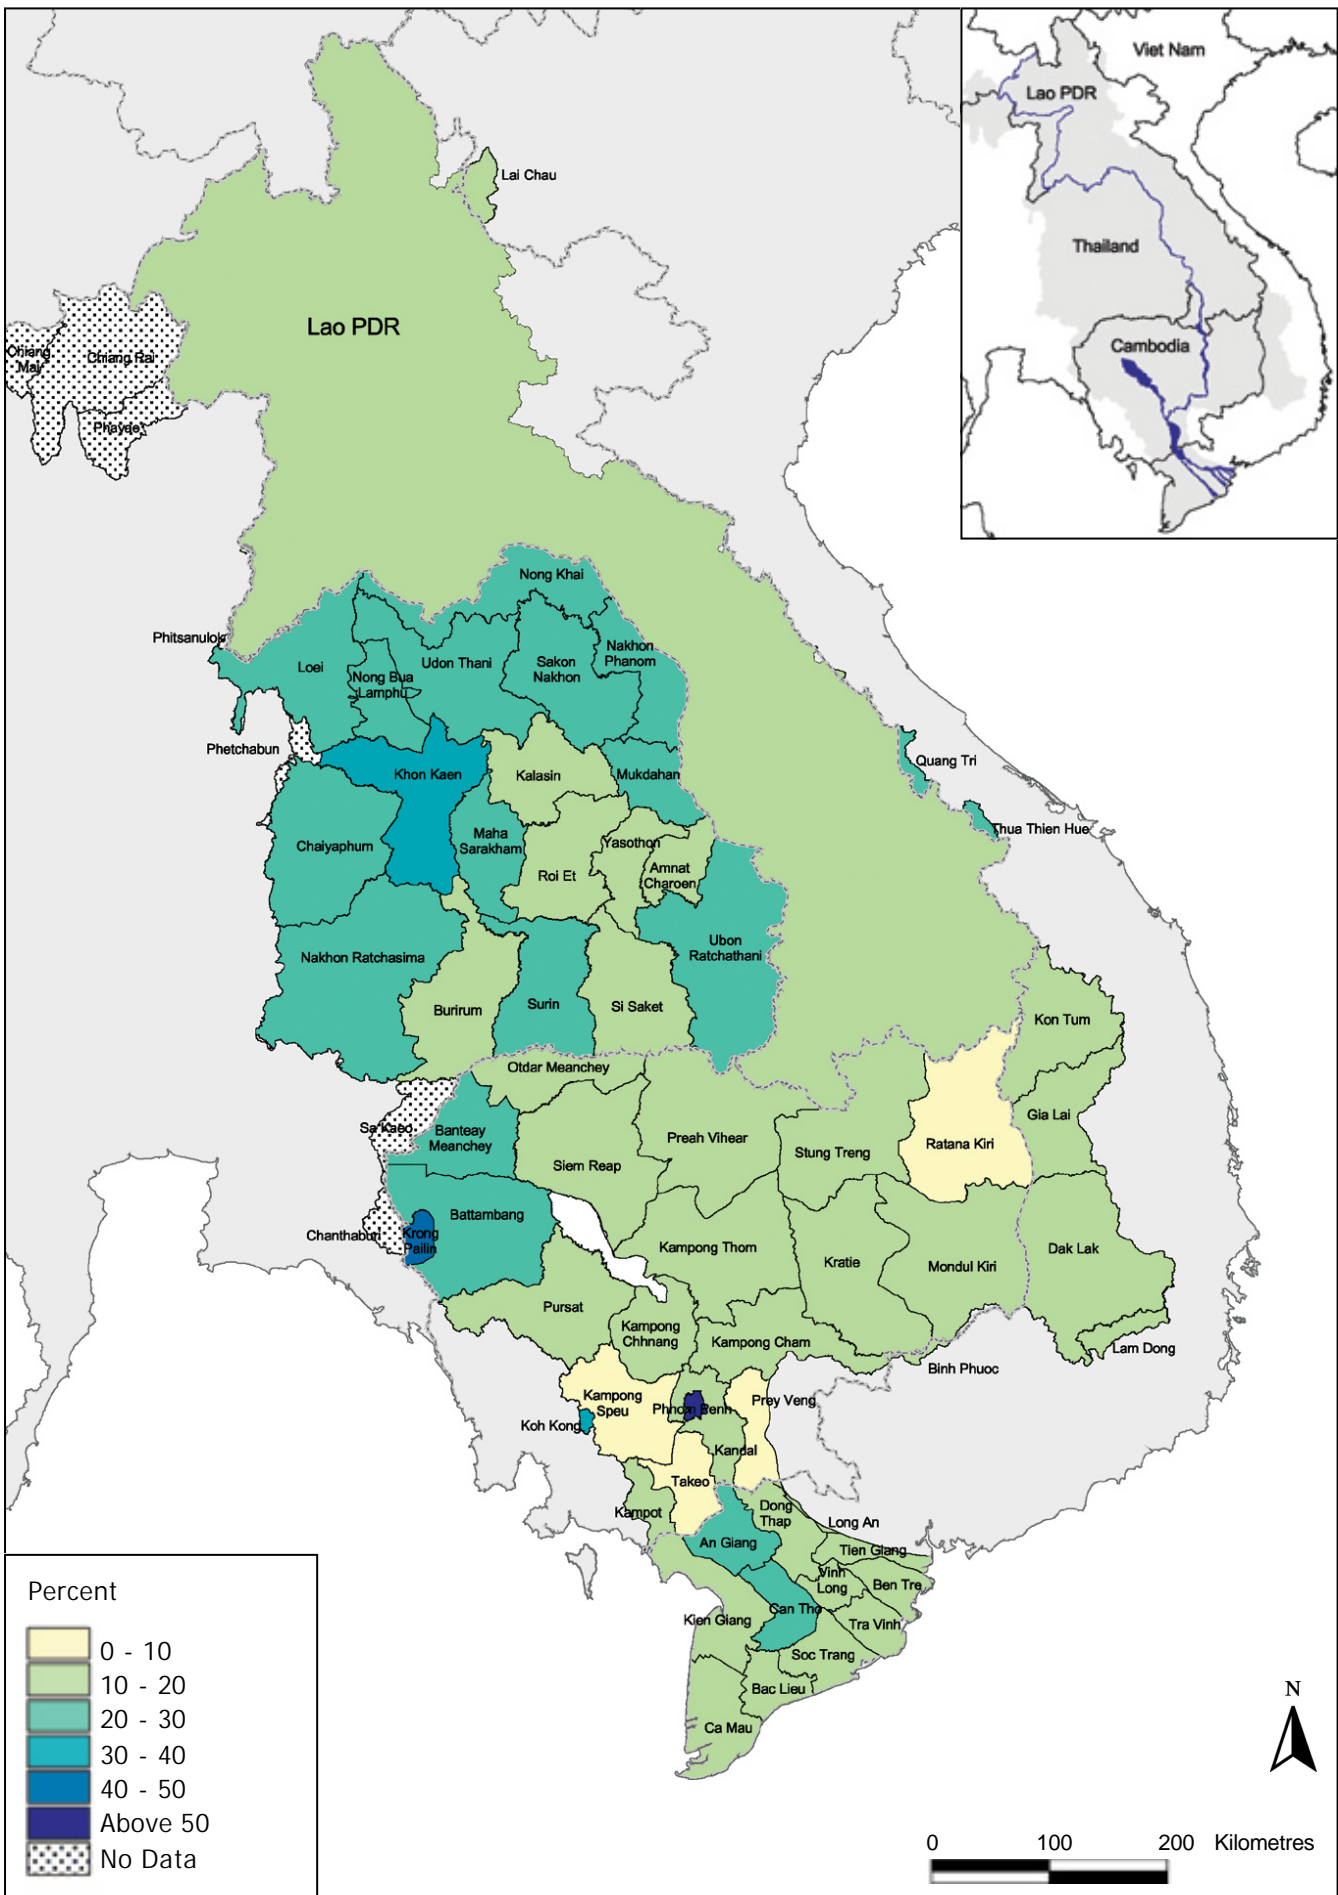 Viet Nam
Lao PDR
Thailand
Cambodia
Lai Chau
Lao PDR
Chiang
Mai
Chiang Rai
Phayao
Nong Khai
Phitsanulok
Loei
Nong Bua
Lamphu
Udon Thani
Sakon
Nakhon
Nakhon
Phanom
Phetchabun
Khon Kaen
Kalasin
Mukdahan
Quang Tri
Thua Thien Hue
Chaiyaphum
Maha
Sarakham
Roi Et
Yasothon
Amnat
Charoen
Nakhon Ratchasima
Ubon
Ratchathani
Burirum
Surin
Si Saket
Kon Tum
Otdar Meanchey
Gia Lai
Sa Kaeo
Banteay
Meanchey
Siem Reap
Preah Vihear
Stung Treng
Ratana Kiri
Chanthaburi
Krong
Pailin
Battambang
Kampong Thom
Kratie
Mondul Kiri
Dak Lak
Pursat
Kampong
Chhnang
Kampong Cham
Lam Dong
Binh Phuoc
Kampong
Speu
Phnom Penh
Prey Veng
Koh Kong
Kandal
Takeo
Kampot
Dong
Thap
Long An
An Giang
Tien Giang
Vinh
Long
Ben Tre
Can Tho
Kien Giang
Tra Vinh
Soc Trang
Bac Lieu
Ca Mau
Percent
0 - 10
10 - 20
20 - 30
30 - 40
40 - 50
Above 50
No Data
N
0 100 200 Kilometres